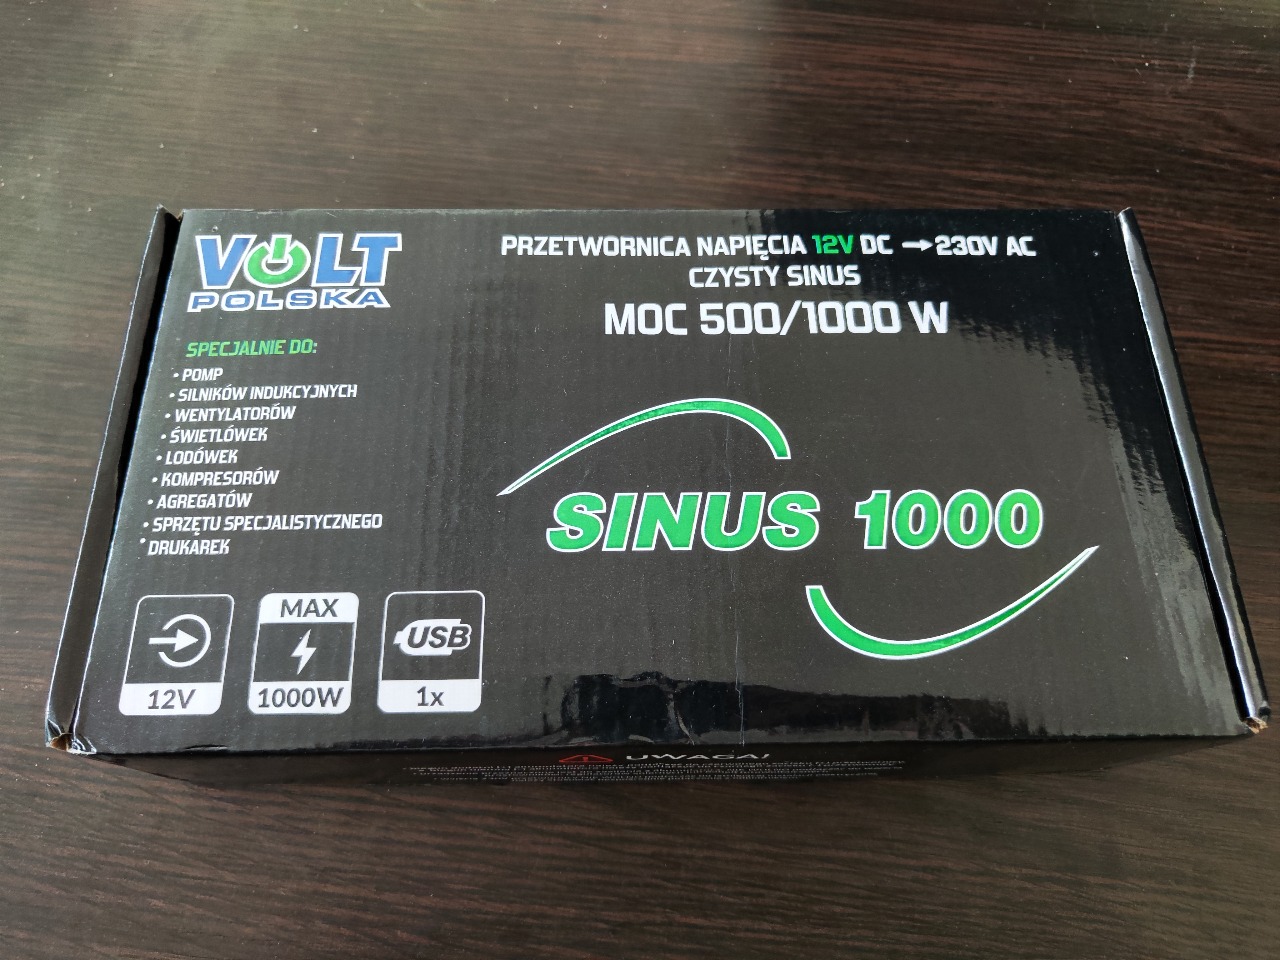 VOLT
POLSKA
PRZETWORNICA NAPIĘCIA 12V DC → 230V AC
CZYSTY SINUS
MOC 500/1000 W
SPECJALNIE DO:
• POMP
• SILNIKÓW INDUKCYJNYCH
• WENTYLATORÓW
• ŚWIETLÓWEK
• LODÓWEK
• KOMPRESORÓW
• AGREGATÓW
• SPRZĘTU SPECJALISTYCZNEGO
• DRUKAREK
SINUS 1000
12V
MAX
1000W
USB
1x
UWAGA!